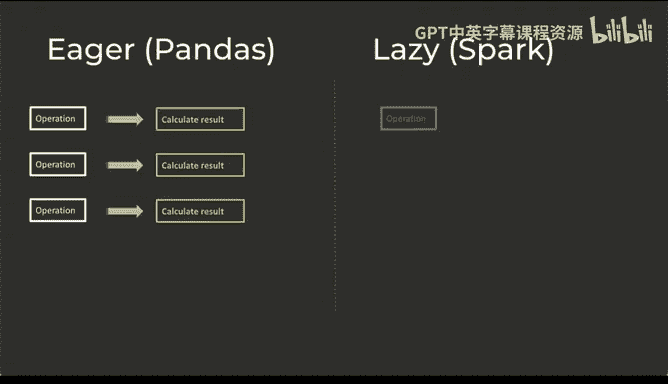 GPT中英字幕课程资源 bilibili
Eager (Pandas)
Lazy (Spark)
Operation
Calculate result
Operation
Operation
Calculate result
Operation
Calculate result